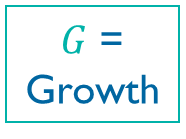 G =
Growth